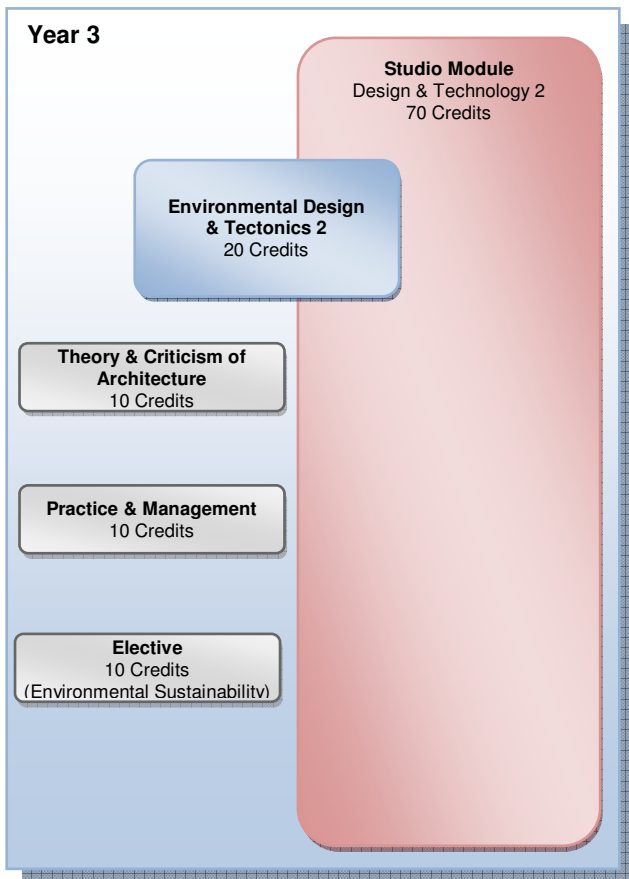 Year 3
Studio Module
Design & Technology 2
70 Credits
Environmental Design
& Tectonics 2
20 Credits
Theory & Criticism of
Architecture
10 Credits
Practice & Management
10 Credits
Elective
10 Credits
(Environmental Sustainability)